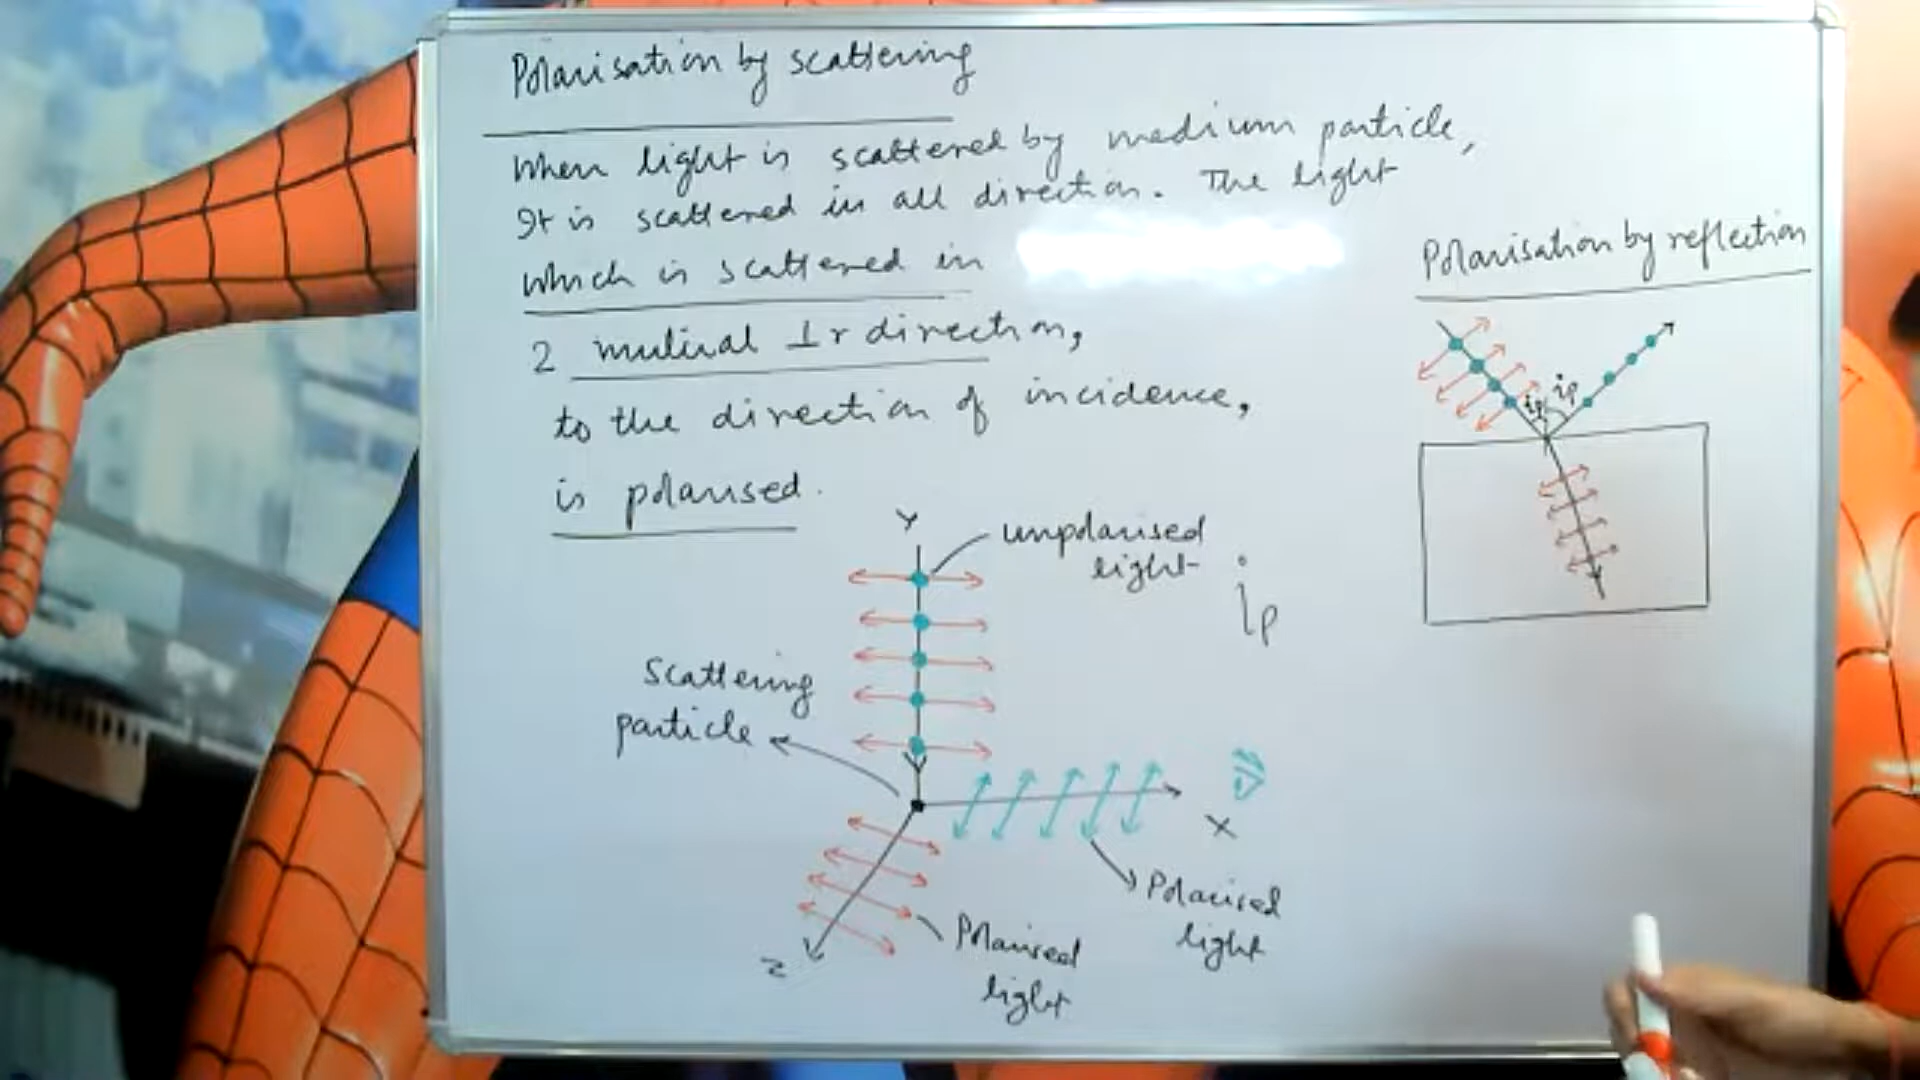 Polarisation by scattering
When light is scattered by medium particle,
It is scattered in all direction. The light
which is scattered in
2 mutual ⊥r direction,
to the direction of incidence,
is polarised.
Polarisation by reflection
ip
ip
Y
unpolarised
light
ip
Scattering
particle
X
Polarised
light
Z
Polarised
light